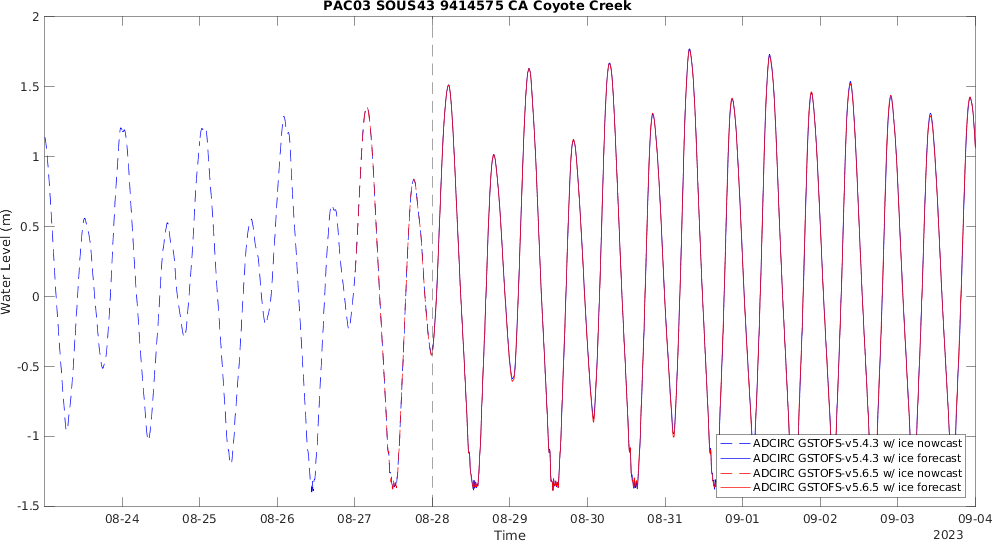 PAC03 SOUS43 9414575 CA Coyote Creek
2
1.5
1
0.5
0
-0.5
-1
-1.5
Water Level (m)
ADCIRC GSTOFS-v5.4.3 w/ ice nowcast
ADCIRC GSTOFS-v5.4.3 w/ ice forecast
ADCIRC GSTOFS-v5.6.5 w/ ice nowcast
ADCIRC GSTOFS-v5.6.5 w/ ice forecast
08-24 08-25 08-26 08-27 08-28 08-29 08-30 08-31 09-01 09-02 09-03 09-04
Time
2023